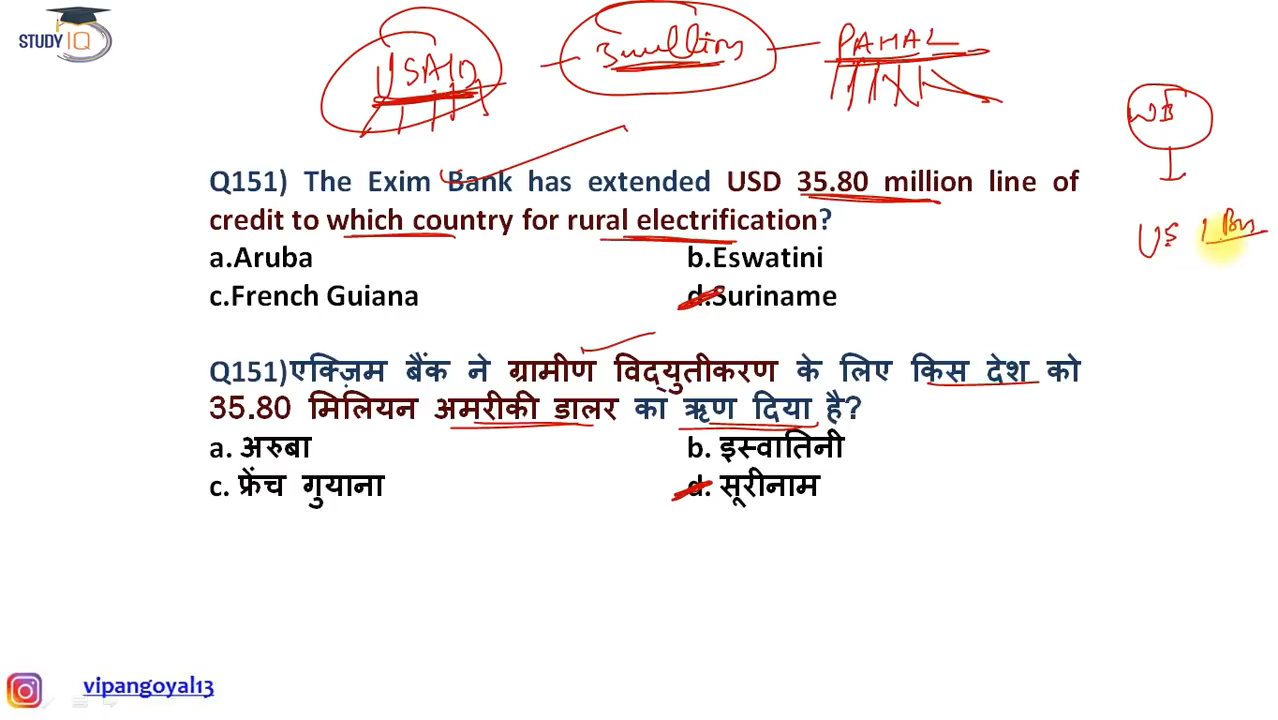 STUDY IQ
USAID 3 million PAHAL
WB
US 1 Bn
Q151) The Exim Bank has extended USD 35.80 million line of
credit to which country for rural electrification?
a.Aruba b.Eswatini
c.French Guiana d.Suriname
Q151)एक्ज़िम बैंक ने ग्रामीण विद्युतीकरण के लिए किस देश को
35.80 मिलियन अमरीकी डालर का ऋण दिया है?
a. अरुबा b. इस्वातिनी
c. फ्रेंच गुयाना d. सूरीनाम
vipangoyal13